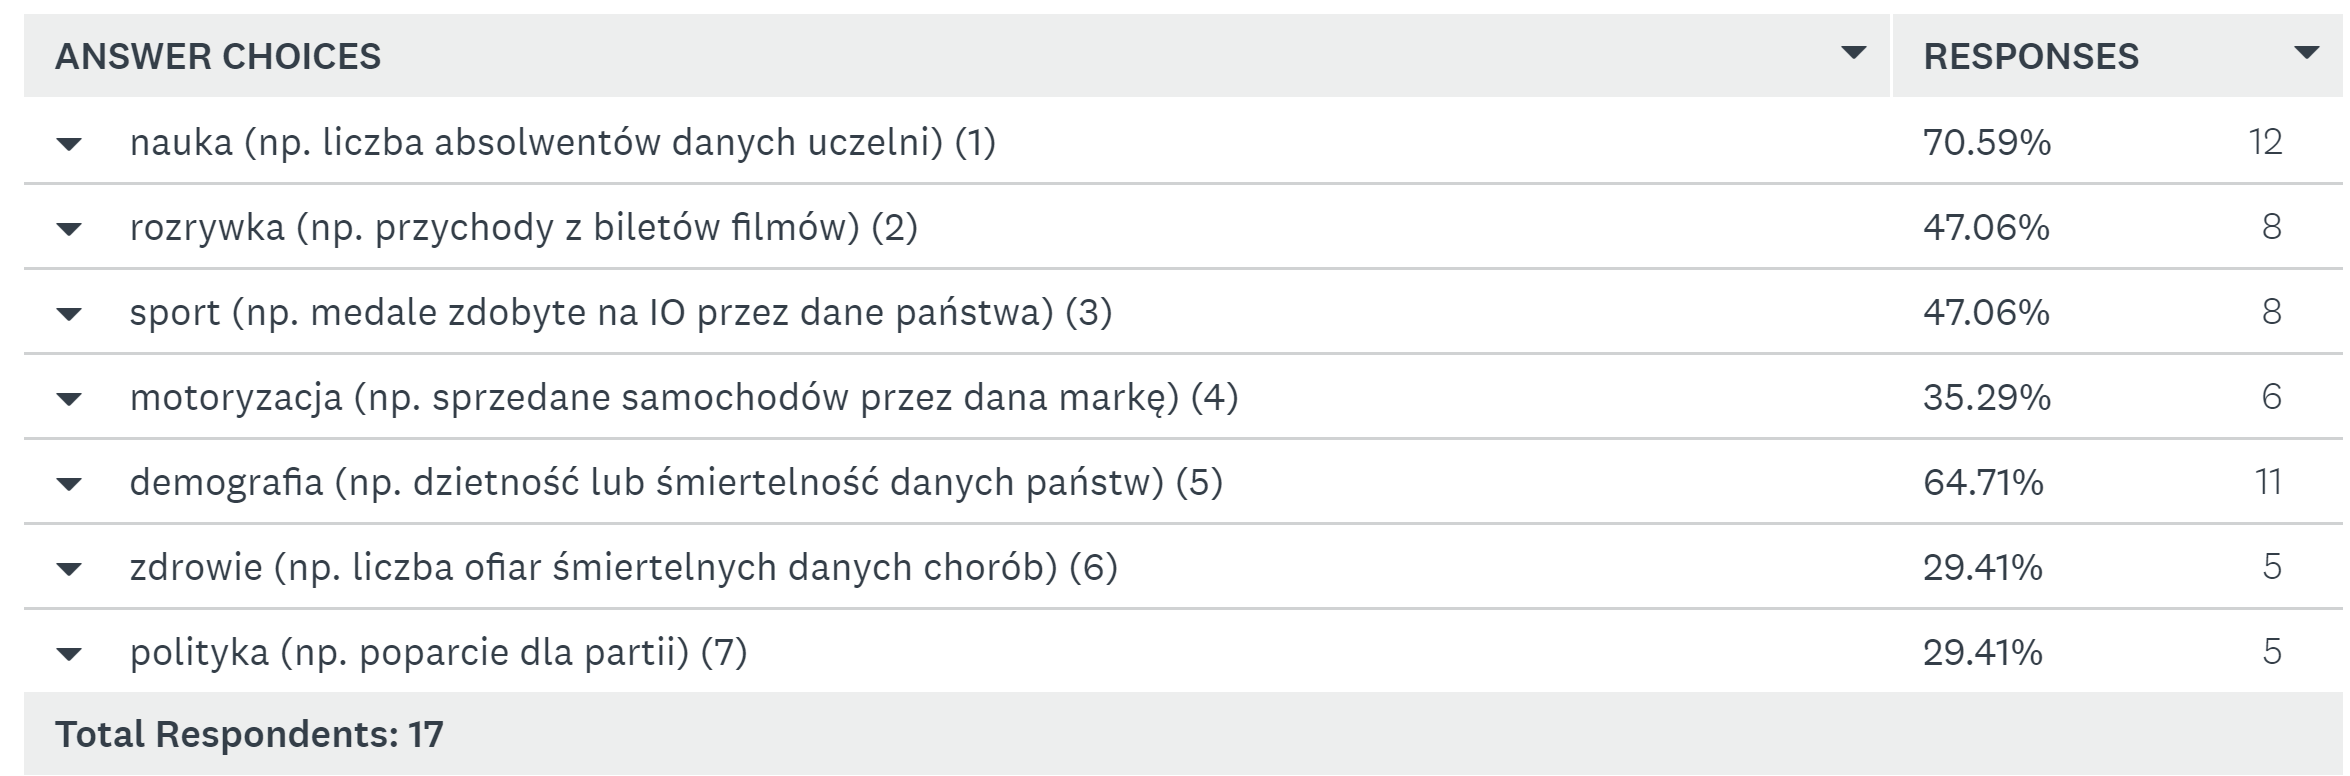 ANSWER CHOICES RESPONSES
nauka (np. liczba absolwentów danych uczelni) (1) 70.59% 12
rozrywka (np. przychody z biletów filmów) (2) 47.06% 8
sport (np. medale zdobyte na IO przez dane państwa) (3) 47.06% 8
motoryzacja (np. sprzedane samochodów przez dana markę) (4) 35.29% 6
demografia (np. dzietność lub śmiertelność danych państw) (5) 64.71% 11
zdrowie (np. liczba ofiar śmiertelnych danych chorób) (6) 29.41% 5
polityka (np. poparcie dla partii) (7) 29.41% 5
Total Respondents: 17